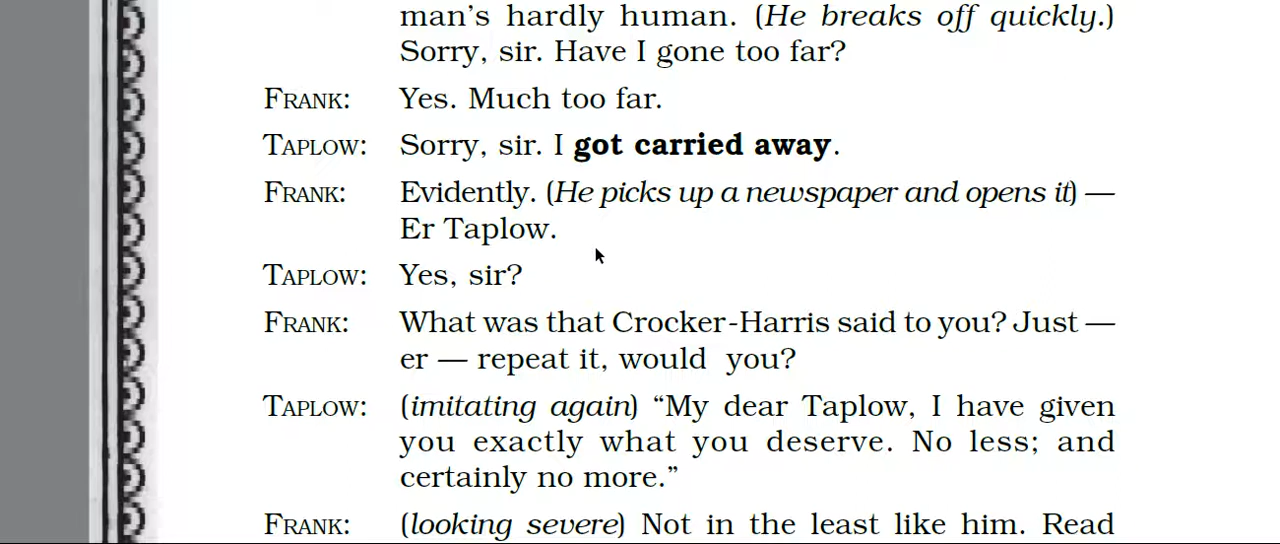 man's hardly human. (He breaks off quickly.)
Sorry, sir. Have I gone too far?
FRANK: Yes. Much too far.
TAPLOW: Sorry, sir. I got carried away.
FRANK: Evidently. (He picks up a newspaper and opens it) —
Er Taplow.
TAPLOW: Yes, sir?
FRANK: What was that Crocker-Harris said to you? Just —
er — repeat it, would you?
TAPLOW: (imitating again) “My dear Taplow, I have given
you exactly what you deserve. No less; and
certainly no more.”
FRANK: (looking severe) Not in the least like him. Read